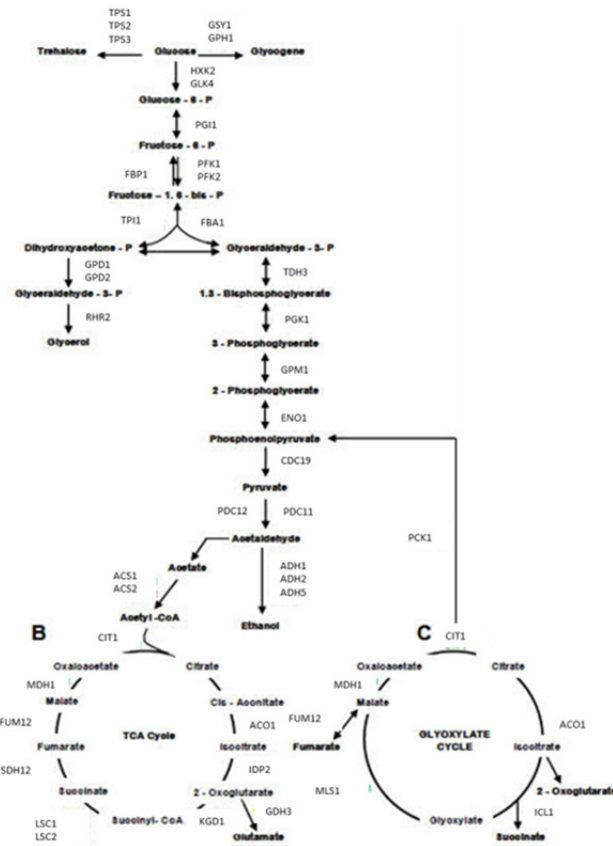 TPS1
TPS2
TPS3
GSY1
GPH1
Trehalose
Glucose
Glycogene
HXK2
GLK4
Glucose - 6 - P
PGI1
Fructose - 6 - P
FBP1
PFK1
PFK2
Fructose - 1. 6 - bis - P
TPI1
FBA1
Dihydroxyacetone - P
Glyceraldehyde - 3- P
GPD1
GPD2
TDH3
Glyceraldehyde - 3- P
1.3 - Bisphosphoglycerate
RHR2
PGK1
Glycerol
3 - Phosphoglycerate
GPM1
2 - Phosphoglycerate
ENO1
Phosphoenolpyruvate
CDC19
Pyruvate
PDC12
PDC11
Acetaldehyde
PCK1
Acetate
ADH1
ADH2
ADH5
ACS1
ACS2
Acetyl -CoA
Ethanol
B
C
CIT1
CIT1
Oxaloacetate
Citrate
Oxaloacetate
Citrate
MDH1
MDH1
Malate
Cis - Aconitate
Malate
FUM12
ACO1
FUM12
ACO1
TCA Cycle
GLYOXYLATE
CYCLE
Fumarate
Isocitrate
Fumarate
Isocitrate
SDH12
IDP2
Succinate
2 - Oxoglutarate
MLS1
2 - Oxoglutarate
GDH3
ICL1
LSC1
LSC2
Succinyl- CoA
KGD1
Glyoxylate
Glutamate
Succinate